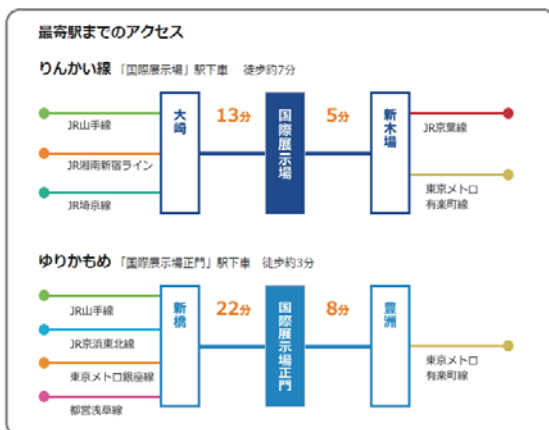 最寄駅までのアクセス
りんかい線 「国際展示場」駅下車 徒歩約7分
大崎
13分
国際展示場
5分
新木場
JR山手線
JR湘南新宿ライン
JR埼京線
JR京葉線
東京メトロ
有楽町線
ゆりかもめ 「国際展示場正門」駅下車 徒歩約3分
新橋
22分
国際展示場正門
8分
豊洲
JR山手線
JR京浜東北線
東京メトロ銀座線
都営浅草線
東京メトロ
有楽町線